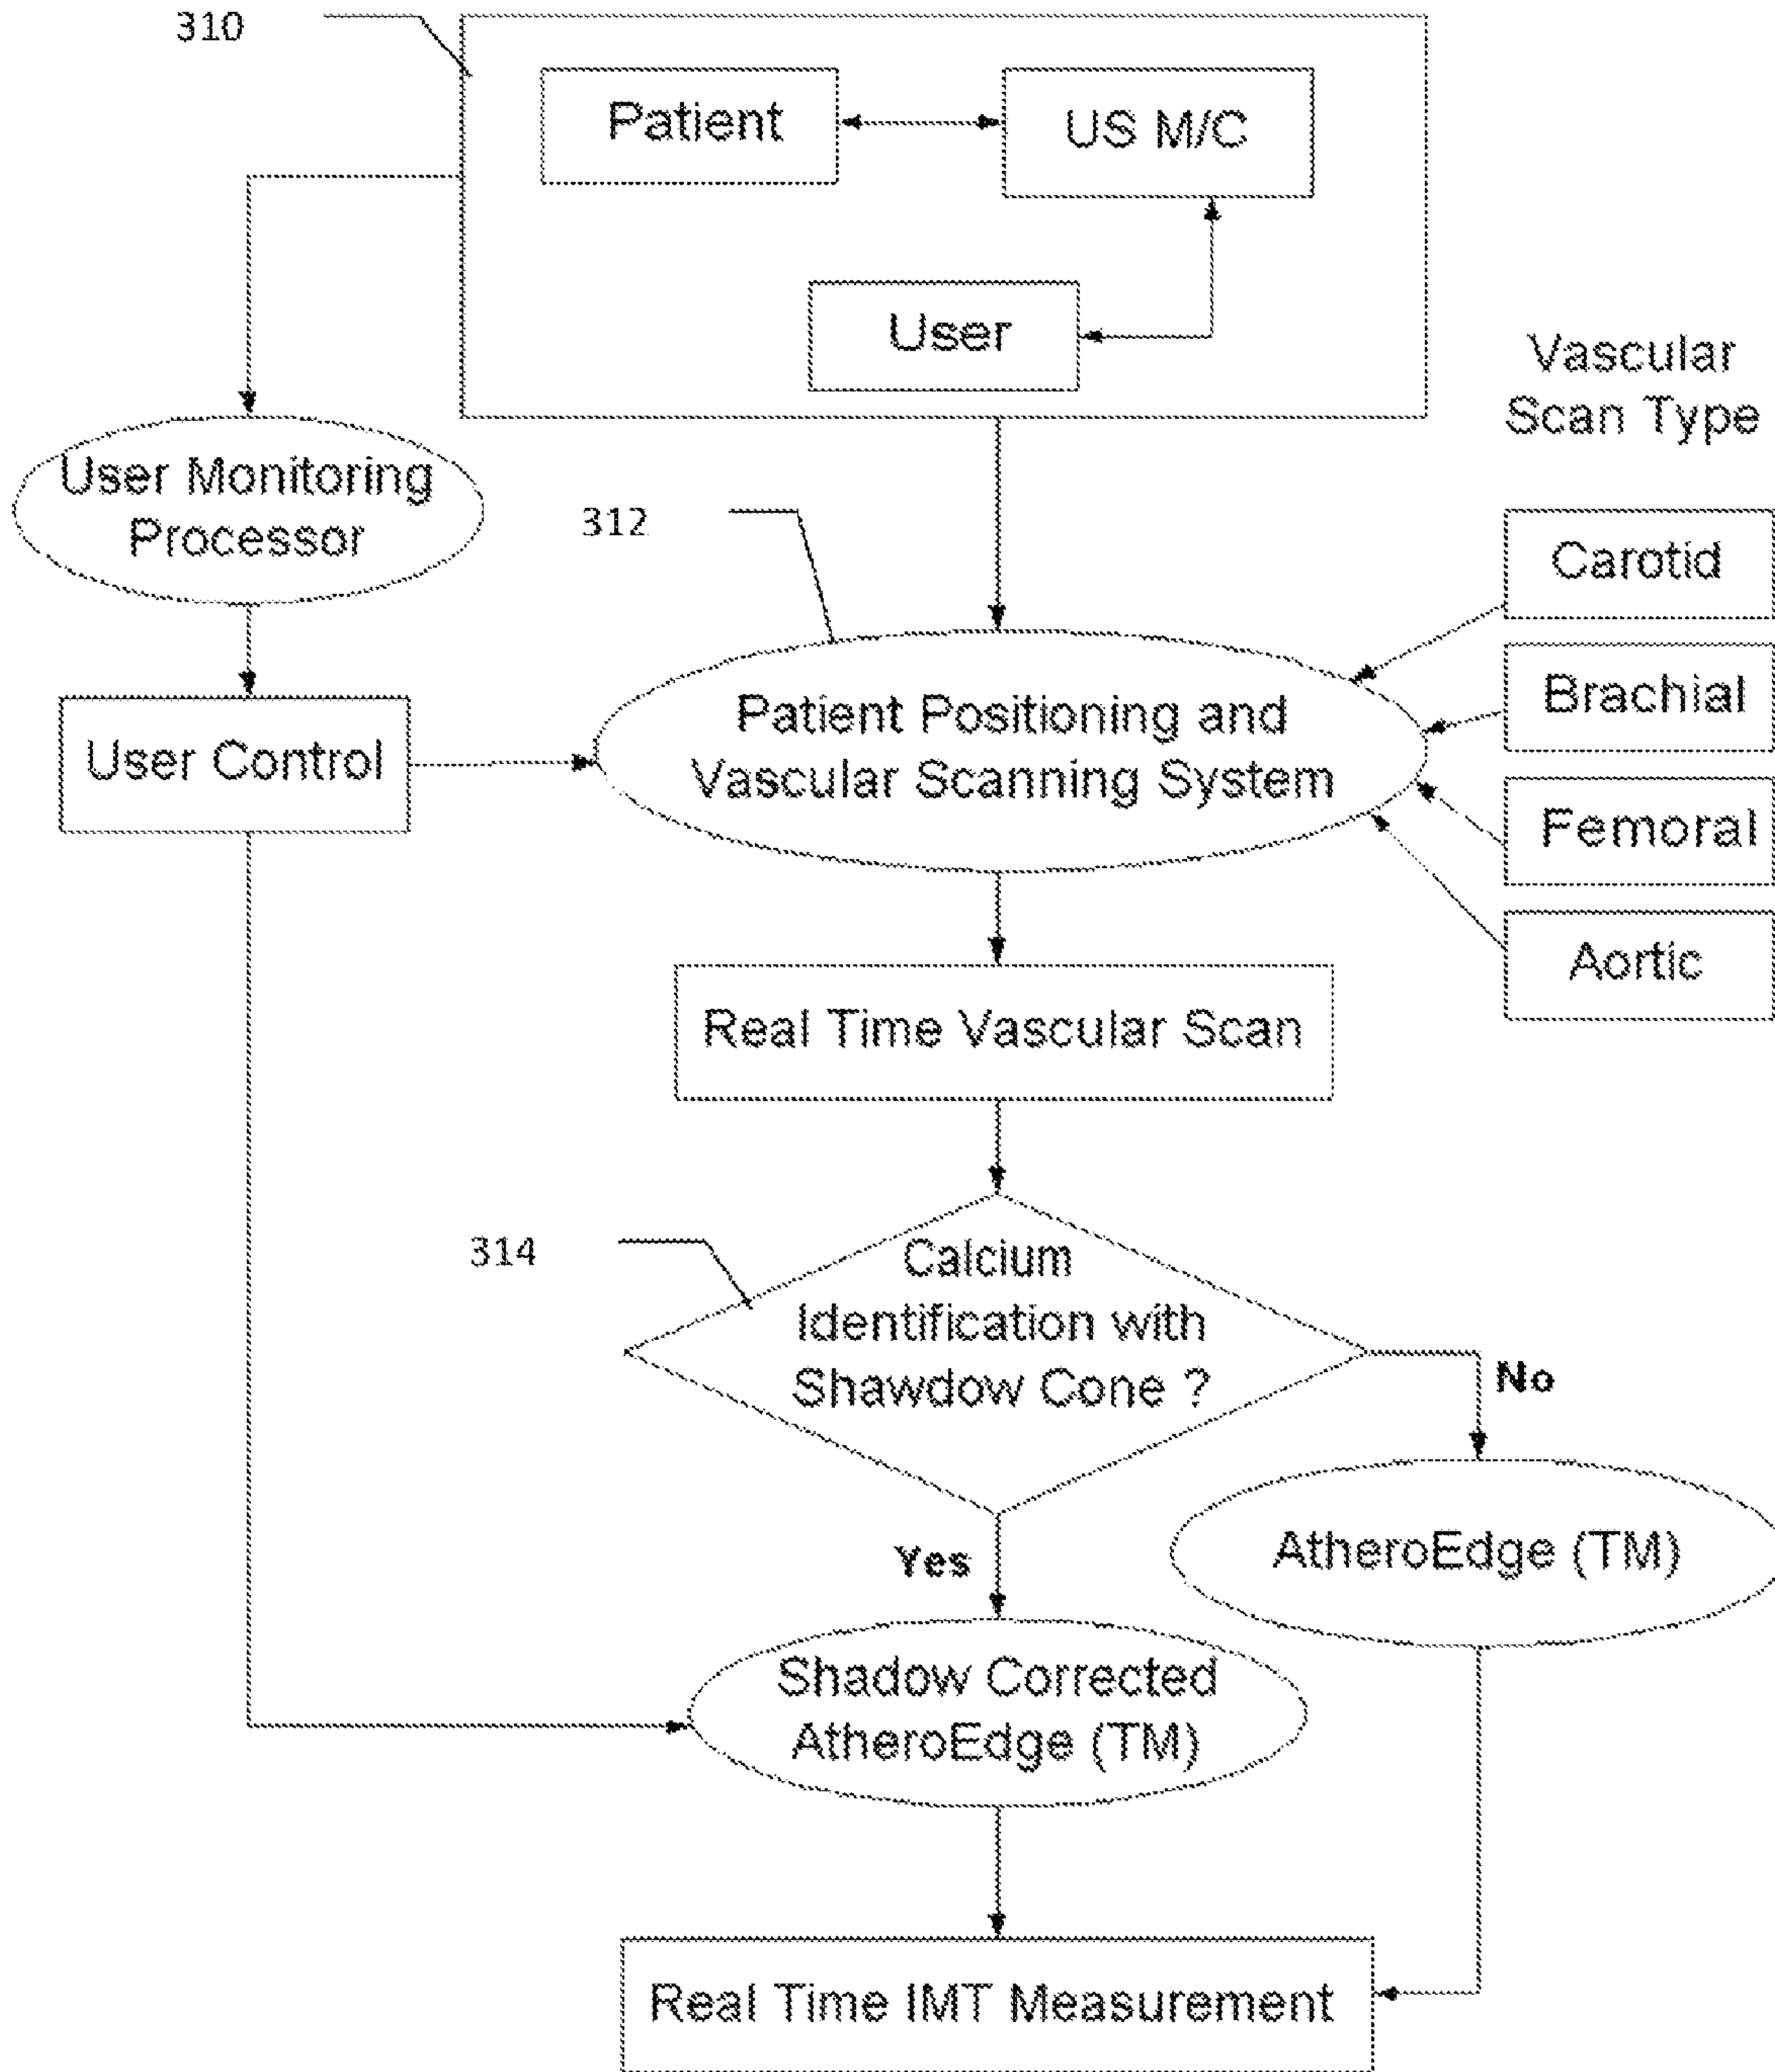 310
Patient
US M/C
User
Vascular
Scan Type
User Monitoring
Processor
312
Carotid
Brachial
Femoral
Aortic
Patient Positioning and
Vascular Scanning System
User Control
Real Time Vascular Scan
314
Calcium
Identification with
Shawdow Cone ?
No
Yes
AtheroEdge (TM)
Shadow Corrected
AtheroEdge (TM)
Real Time IMT Measurement